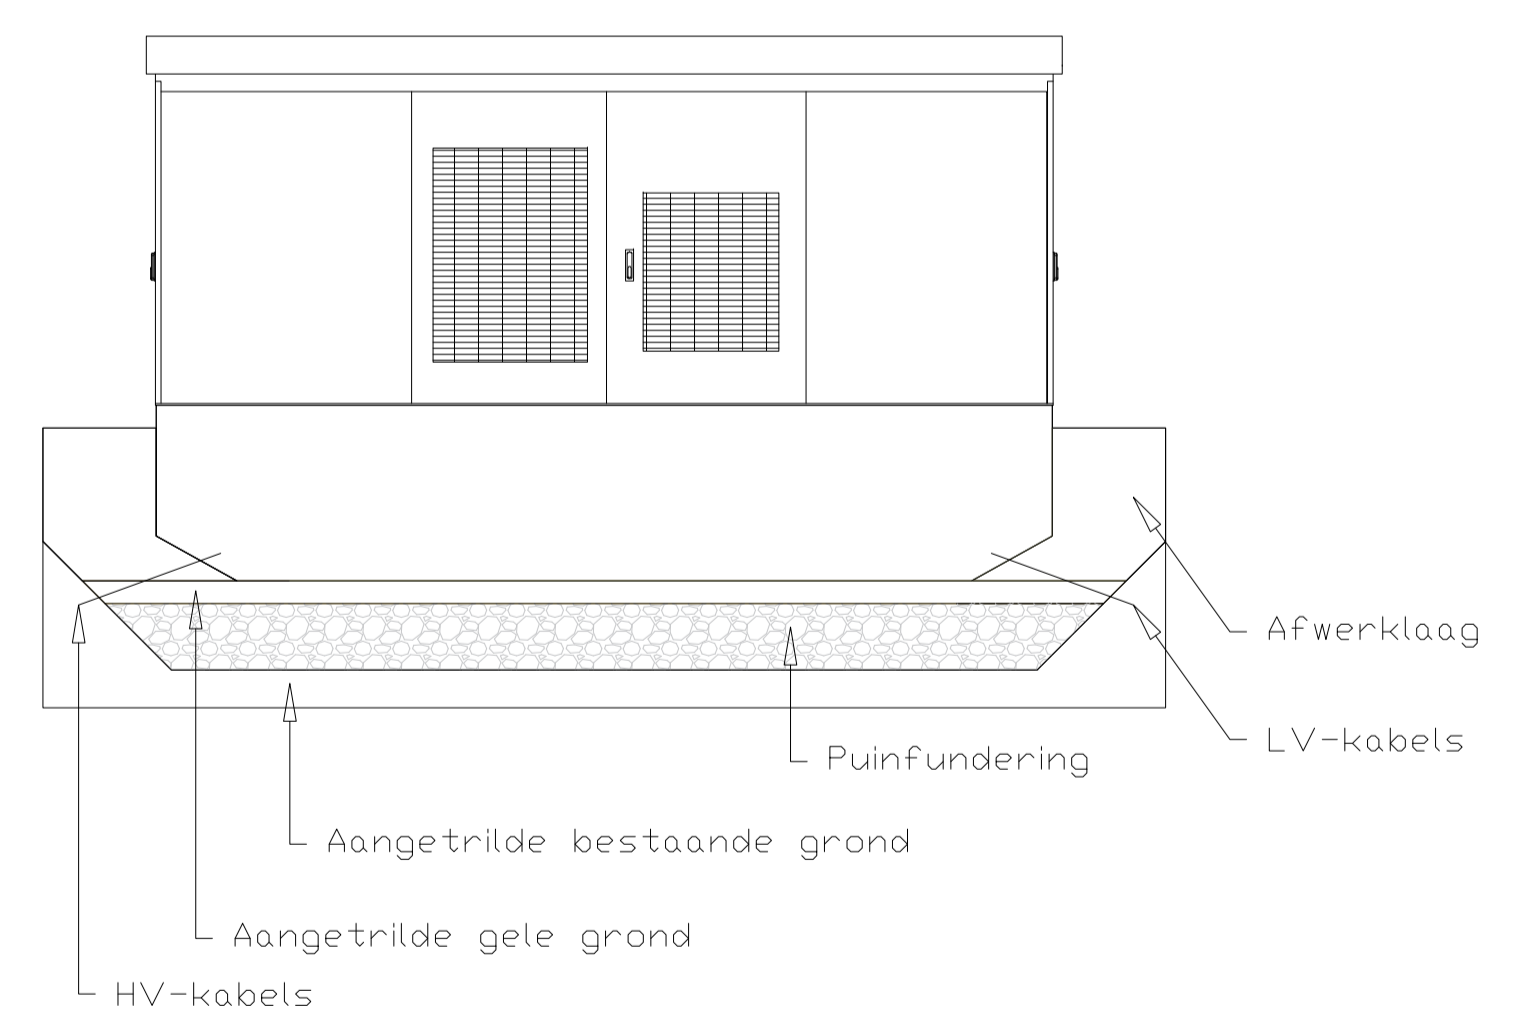 Afwerklaag
LV-kabels
Puinfundering
Aangetrilde bestaande grond
Aangetrilde gele grond
HV-kabels